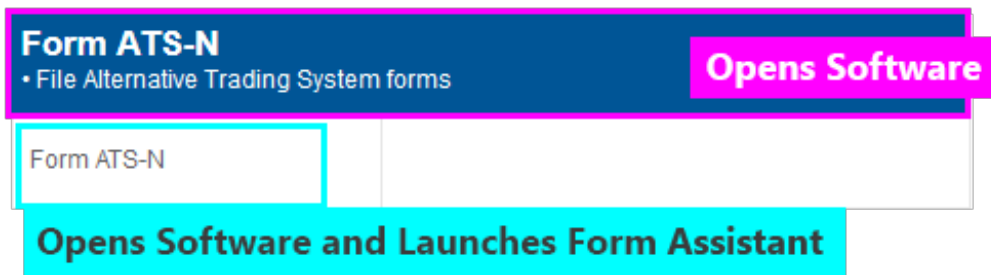 Form ATS-N
• File Alternative Trading System forms
Opens Software
Form ATS-N
Opens Software and Launches Form Assistant